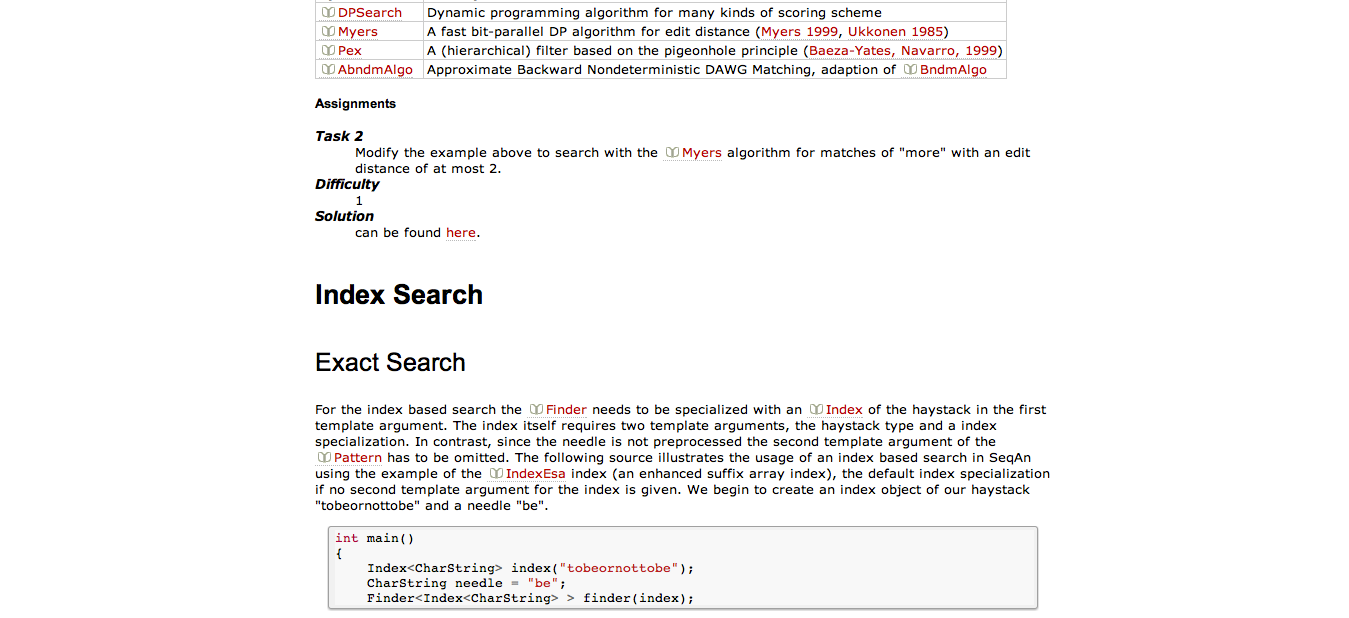 DPSearch Dynamic programming algorithm for many kinds of scoring scheme
Myers A fast bit-parallel DP algorithm for edit distance (Myers 1999, Ukkonen 1985)
Pex A (hierarchical) filter based on the pigeonhole principle (Baeza-Yates, Navarro, 1999)
AbndmAlgo Approximate Backward Nondeterministic DAWG Matching, adaption of BndmAlgo
Assignments
Task 2
Modify the example above to search with the Myers algorithm for matches of "more" with an edit
distance of at most 2.
Difficulty
1
Solution
can be found here.
Index Search
Exact Search
For the index based search the Finder needs to be specialized with an Index of the haystack in the first
template argument. The index itself requires two template arguments, the haystack type and a index
specialization. In contrast, since the needle is not preprocessed the second template argument of the
Pattern has to be omitted. The following source illustrates the usage of an index based search in SeqAn
using the example of the IndexEsa index (an enhanced suffix array index), the default index specialization
if no second template argument for the index is given. We begin to create an index object of our haystack
"tobeornottobe" and a needle "be".
int main()
{
    Index<CharString> index("tobeornottobe");
    CharString needle = "be";
    Finder<Index<CharString> > finder(index);